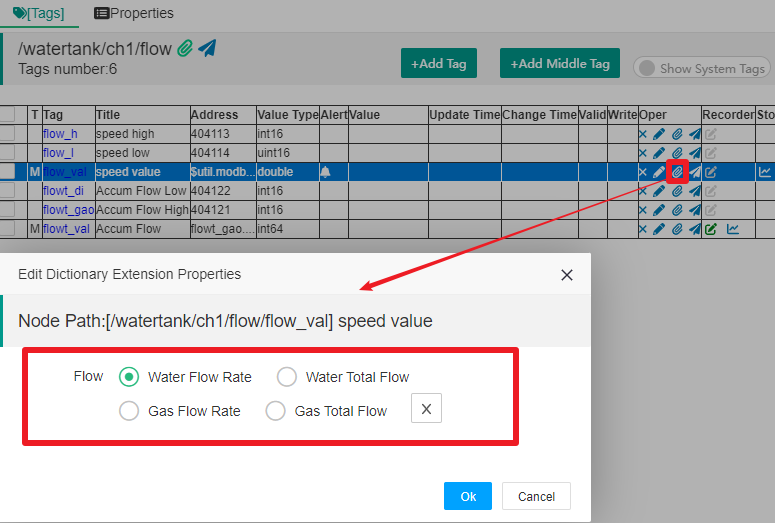 [Tags] Properties
/watertank/ch1/flow
Tags number:6
+Add Tag +Add Middle Tag Show System Tags
T Tag Title Address Value Type Alert Value Update Time Change Time Valid Write Oper Recorder Sto
flow_h speed high 404113 int16
flow_l speed low 404114 uint16
M flow_val speed value $util.modb... double
flowt_di Accum Flow Low 404122 int16
flowt_gao Accum Flow High 404121 int16
M flowt_val Accum Flow flowt_gao.... int64
Edit Dictionary Extension Properties
Node Path:[/watertank/ch1/flow/flow_val] speed value
Flow Water Flow Rate Water Total Flow
Gas Flow Rate Gas Total Flow X
Ok Cancel